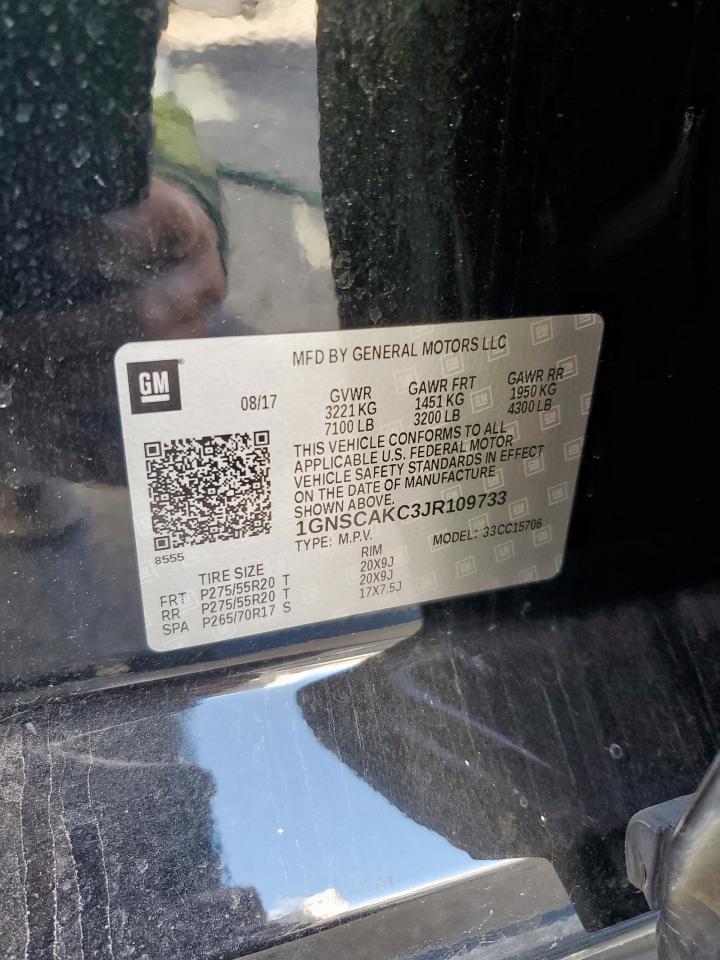 MFD BY GENERAL MOTORS LLC
GM
08/17
GVWR GAWR FRT GAWR RR
3221 KG 1451 KG 1950 KG
7100 LB 3200 LB 4300 LB
THIS VEHICLE CONFORMS TO ALL
APPLICABLE U.S. FEDERAL MOTOR
VEHICLE SAFETY STANDARDS IN EFFECT
ON THE DATE OF MANUFACTURE
SHOWN ABOVE.
1GNSCAKC3JR109733
TYPE: M.P.V. MODEL: 33CC15706
8555
TIRE SIZE RIM
FRT P275/55R20 T 20X9J
RR P275/55R20 T 20X9J
SPA P265/70R17 S 17X7.5J